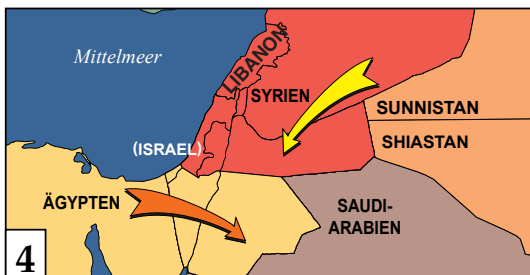 Mittelmeer
LIBANON
SYRIEN
SUNNISTAN
(ISRAEL)
SHIASTAN
ÄGYPTEN
SAUDI-
ARABIEN
4